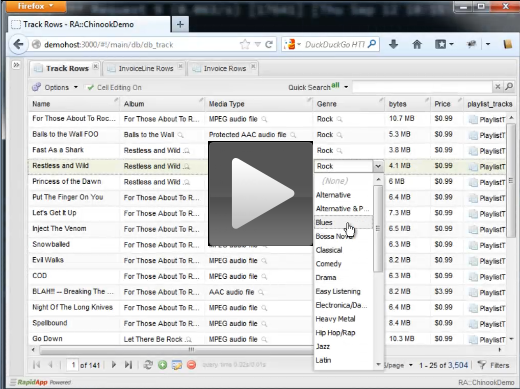 Firefox
Track Rows - RA::ChinookDemo
demohost:3000/#!/main/db/db_track
DuckDuckGo HTT
Track Rows
InvoiceLine Rows
Invoice Rows
Options
Cell Editing On
Quick Search all
Name Album Media Type Genre bytes Price playlist_tracks
For Those About To Rock... For Those About To R... MPEG audio file Rock 10.7 MB $0.99 PlaylistT
Balls to the Wall FOO Balls to the Wall Protected AAC audio file Rock 5.3 MB $0.99 PlaylistT
Fast As a Shark Restless and Wild MPEG audio file Rock 3.8 MB $0.99 PlaylistT
Restless and Wild Restless and Wild Rock 4.1 MB $0.99 PlaylistT
Princess of the Dawn Restless and Wild (None) 6 MB $0.99 PlaylistT
Put The Finger On You For Those About To R... Alternative 6.4 MB $0.99 PlaylistT
Let's Get It Up For Those About To R... Alternative & P... 7.3 MB $0.99 PlaylistT
Inject The Venom For Those About To R... Blues 6.5 MB $0.99 PlaylistT
Snowballed For Those About To R... MPEG audio file Bossa Nova 6.3 MB $0.99 PlaylistT
Evil Walks For Those About To R... MPEG audio file Classical 8.2 MB $0.99 PlaylistT
COD For Those About To R... MPEG audio file Comedy 6.3 MB $0.99 PlaylistT
BLAH!!! -- Breaking The ... For Those About To R... AAC audio file Drama 8.2 MB $3.99 PlaylistT
Night Of The Long Knives For Those About To R... MPEG audio file Easy Listening 6.4 MB $0.99 PlaylistT
Spellbound For Those About To R... MPEG audio file Electronica/Da... 8.4 MB $0.99 PlaylistT
Go Down Let There Be Rock MPEG audio file Heavy Metal 10.3 MB $0.99 PlaylistT
Hip Hop/Rap
Jazz
Latin
1 of 141
/page
1 - 25 of 3,504
Filters
RapidApp Powered
RA::ChinookDemo